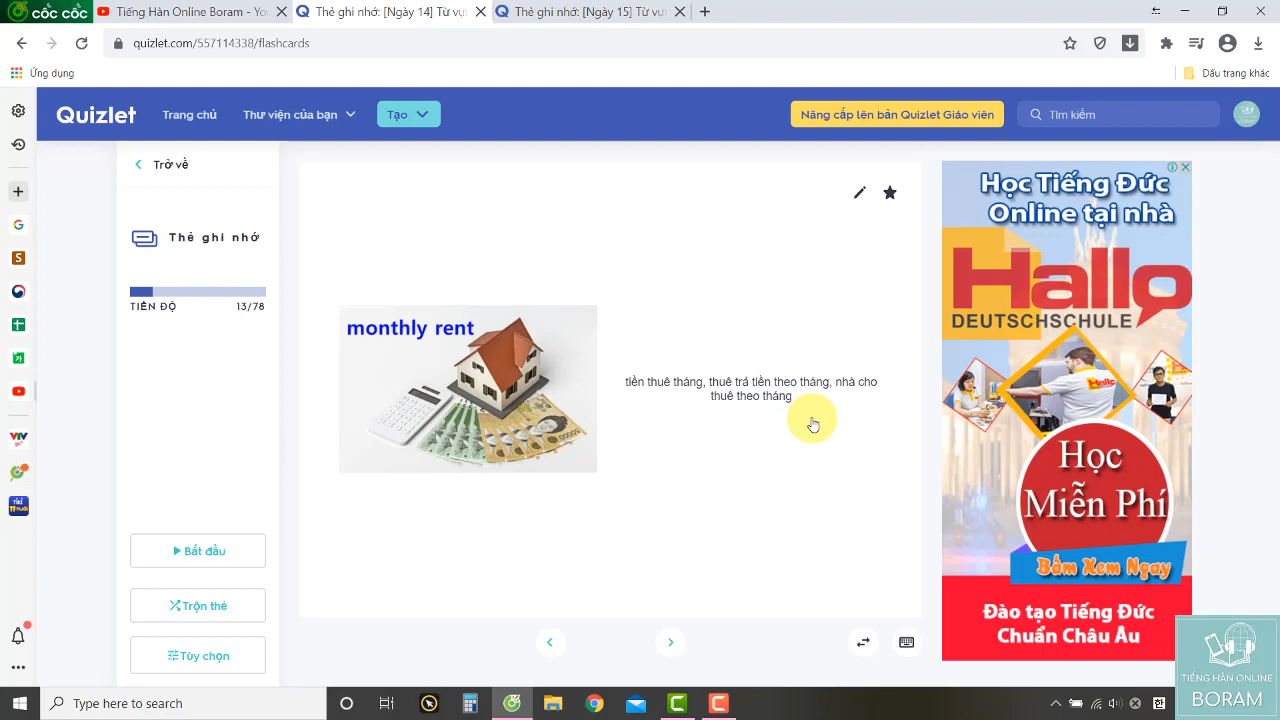 cốc cốc
Tiếng Hàn Online Boram - Yo
Thẻ ghi nhớ: [Ngày 14] Từ vự
Thẻ ghi nhớ: [Ngày 15] Từ vự
quizlet.com/557114338/flashcards
Ứng dụng
Dấu trang khác
Quizlet
Trang chủ
Thư viện của bạn
Tạo
Nâng cấp lên bản Quizlet Giáo viên
Tìm kiếm
Trở về
Thẻ ghi nhớ
TIẾN ĐỘ
13/78
monthly rent
tiền thuê tháng, thuê trả tiền theo tháng, nhà cho
thuê theo tháng
Bắt đầu
Trộn thẻ
Tùy chọn
Học Tiếng Đức
Online tại nhà
Hallo
DEUTSCHSCHULE
Hallo
Học
Miễn Phí
Bấm Xem Ngay
Đào tạo Tiếng Đức
Chuẩn Châu Âu
TIẾNG HÀN ONLINE
BORAM
Type here to search